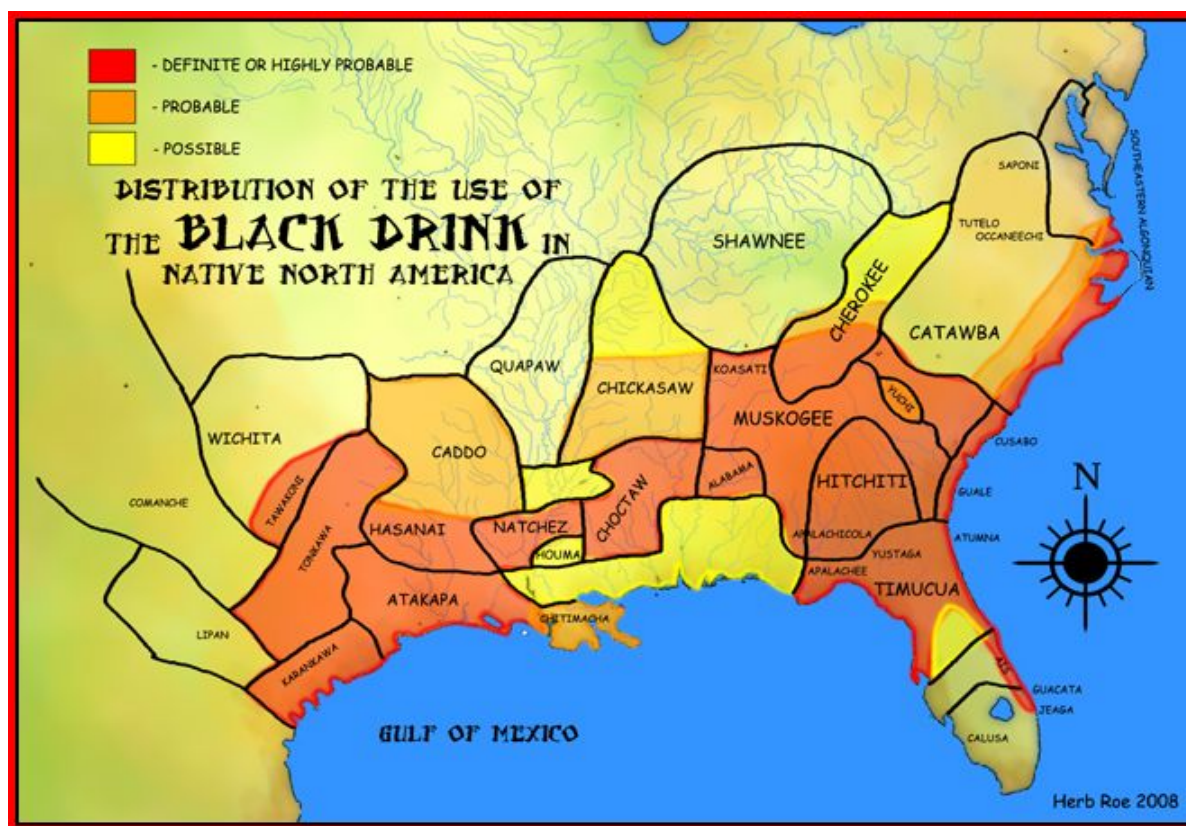 - DEFINITE OR HIGHLY PROBABLE
- PROBABLE
- POSSIBLE
DISTRIBUTION OF THE USE OF
THE BLACK DRINK IN
NATIVE NORTH AMERICA
SAPONI
SOUTHEASTERN ALGONQUIAN
TUTELO
OCCANEECHI
SHAWNEE
CHEROKEE
CATAWBA
QUAPAW
KOASATI
CHICKASAW
YUCHI
MUSKOGEE
WICHITA
CADDO
CUSABO
ALABAMA
HITCHITI
COMANCHE
TAWAKONI
GUALE
CHOCTAW
HASANAI
NATCHEZ
APALACHICOLA
ATUMNA
TONKAWA
HOUMA
YUSTAGA
APALACHEE
TIMUCUA
ATAKAPA
CHITIMACHA
LIPAN
KARANKAWA
AIS
GUACATA
JEAGA
CALUSA
N
GULF OF MEXICO
Herb Roe 2008